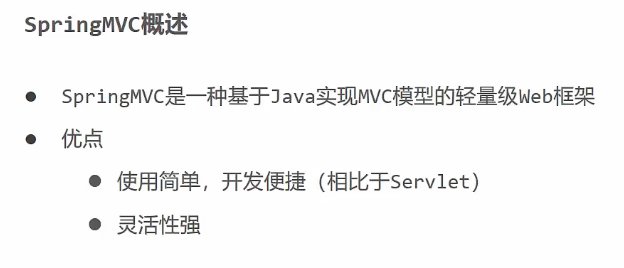 SpringMVC概述
● SpringMVC是一种基于Java实现MVC模型的轻量级Web框架
● 优点
● 使用简单，开发便捷（相比于Servlet）
● 灵活性强